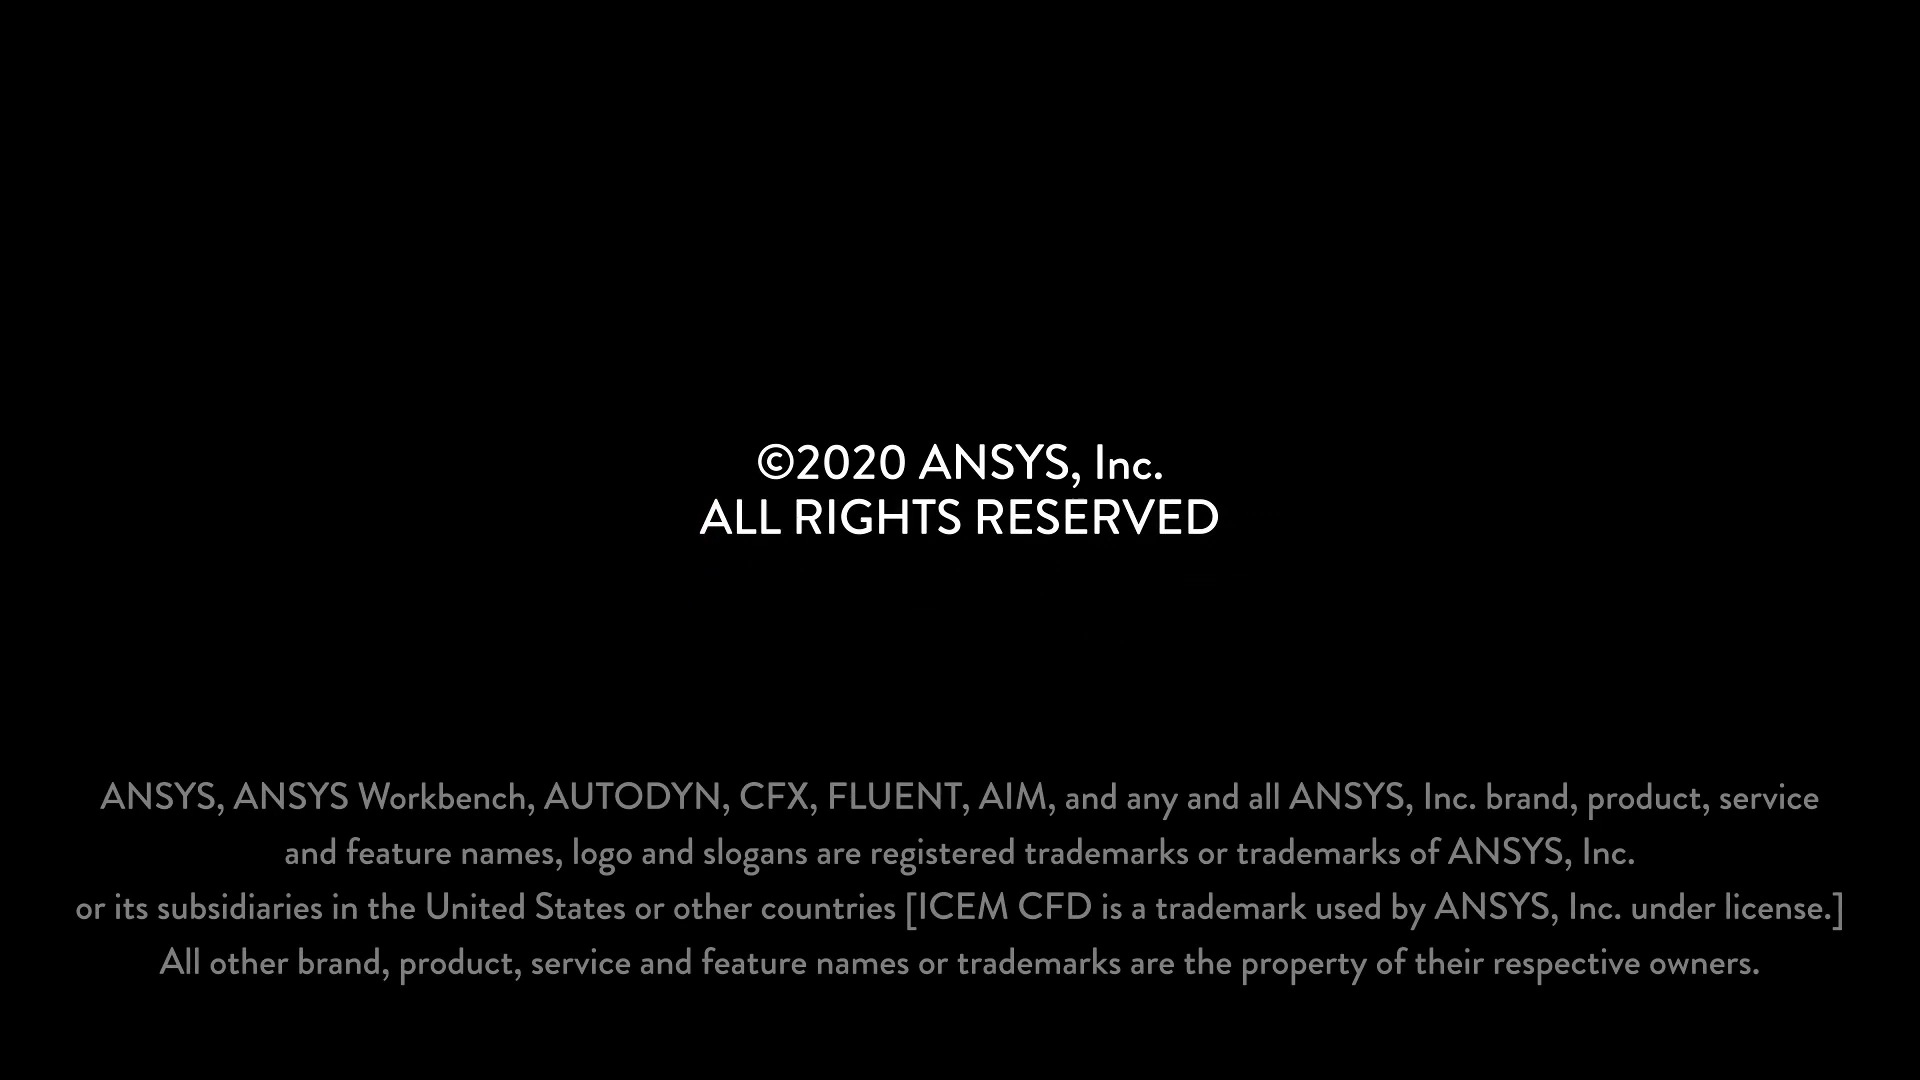 ©2020 ANSYS, Inc.
ALL RIGHTS RESERVED
ANSYS, ANSYS Workbench, AUTODYN, CFX, FLUENT, AIM, and any and all ANSYS, Inc. brand, product, service
and feature names, logo and slogans are registered trademarks or trademarks of ANSYS, Inc.
or its subsidiaries in the United States or other countries [ICEM CFD is a trademark used by ANSYS, Inc. under license.]
All other brand, product, service and feature names or trademarks are the property of their respective owners.